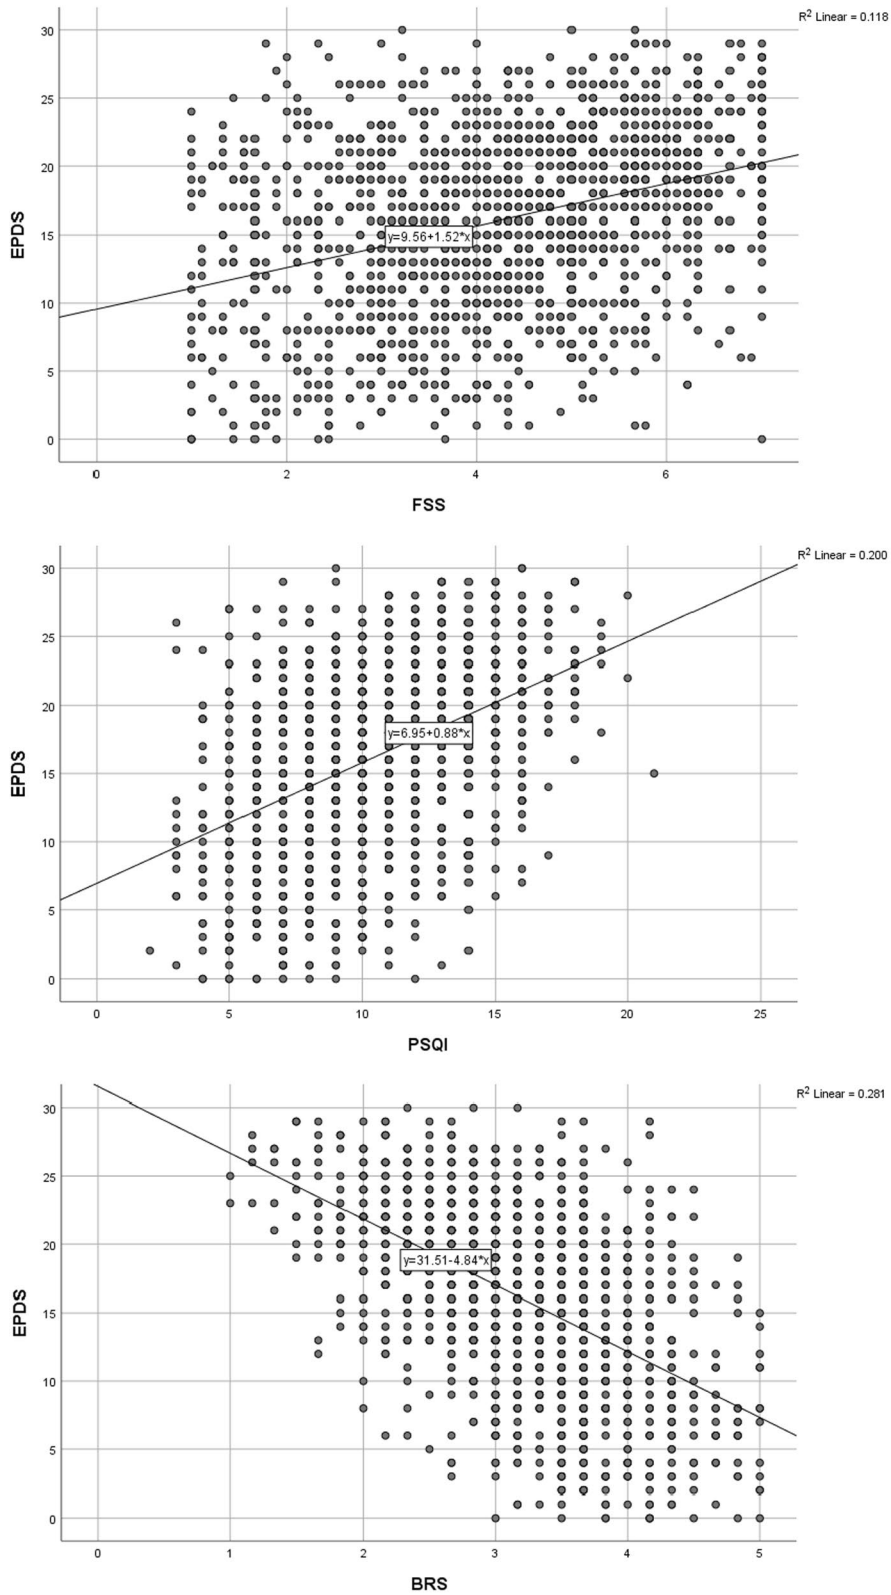 R2 Linear = 0.118
30
25
20
15
10
5
0
EPDS
y=9.56+1.52*x
0 2 4 6
FSS
R2 Linear = 0.200
30
25
20
15
10
5
0
EPDS
y=6.95+0.88*x
0 5 10 15 20 25
PSQI
R2 Linear = 0.281
30
25
20
15
10
5
0
EPDS
y=31.51-4.84*x
0 1 2 3 4 5
BRS